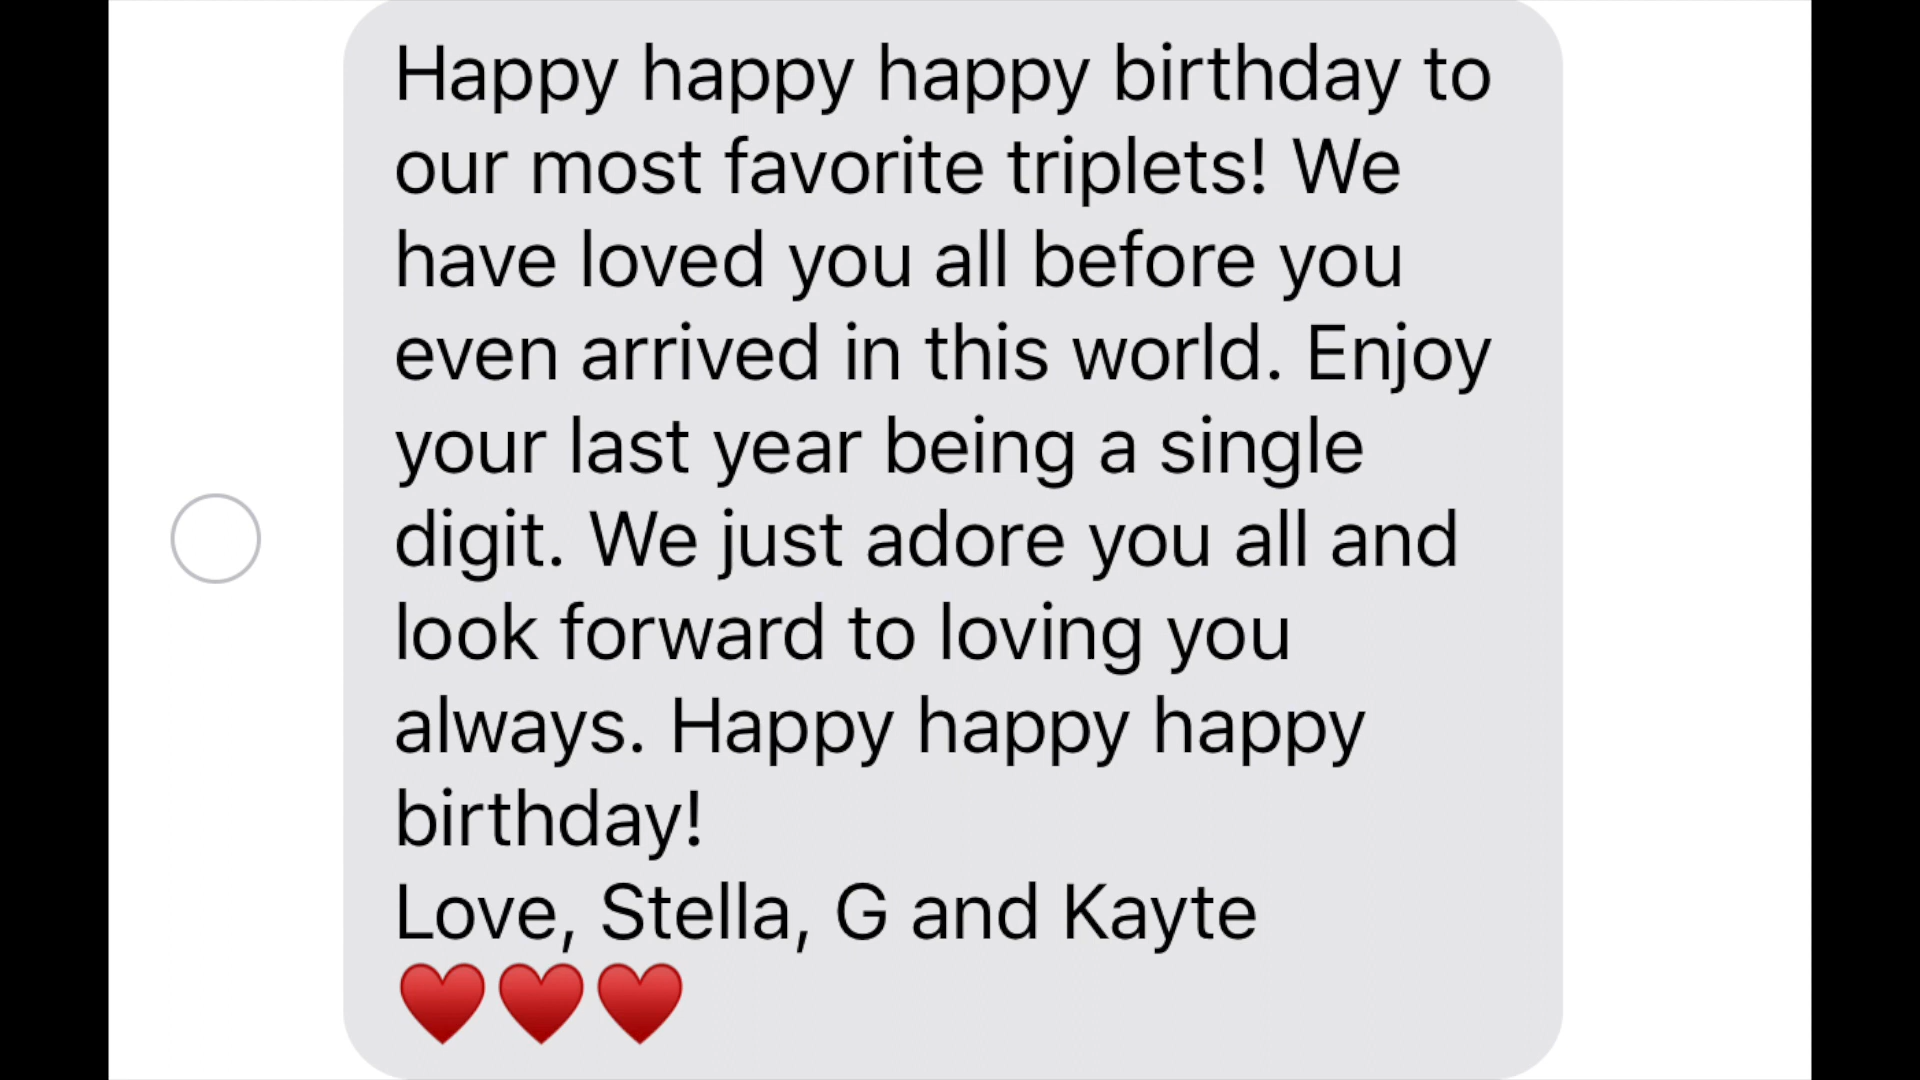 Happy happy happy birthday to
our most favorite triplets! We
have loved you all before you
even arrived in this world. Enjoy
your last year being a single
digit. We just adore you all and
look forward to loving you
always. Happy happy happy
birthday!
Love, Stella, G and Kayte
❤️❤️❤️